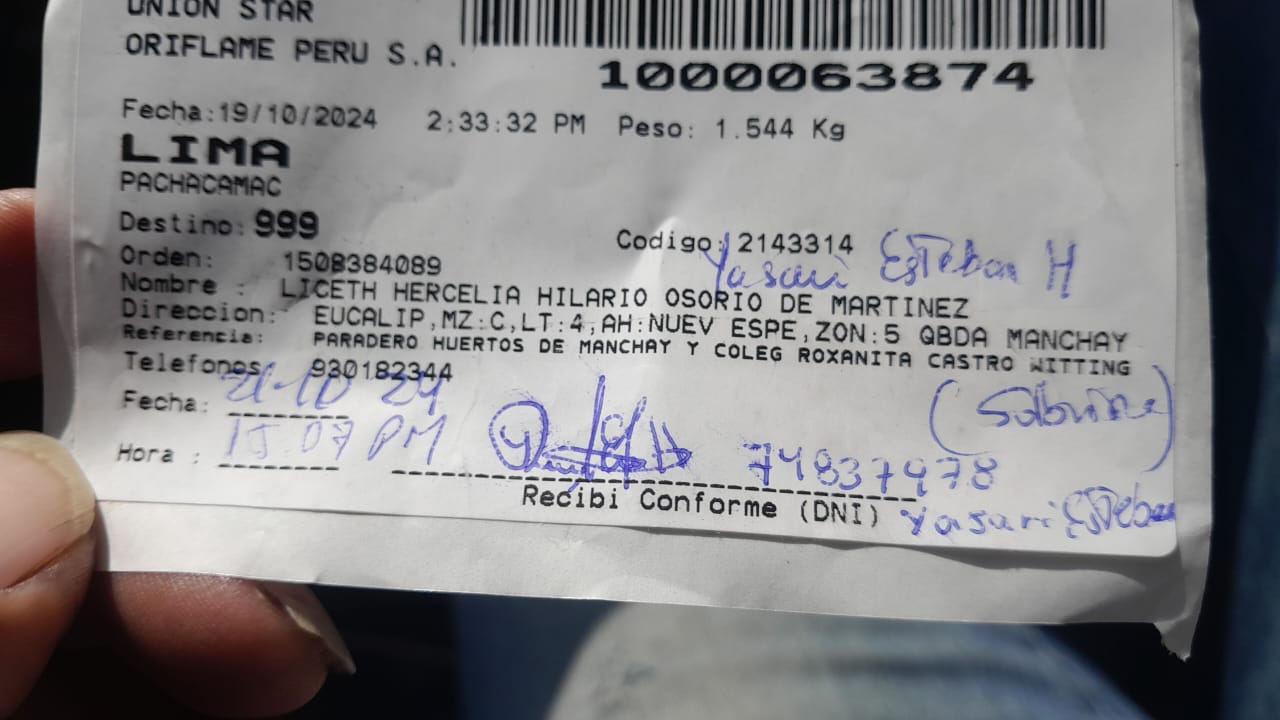 UNION STAR
ORIFLAME PERU S.A.
1000063874
Fecha:19/10/2024 2:33:32 PM Peso: 1.544 Kg
LIMA
PACHACAMAC
Destino: 999
Codigo: 2143314 Yasari Esteban H
Orden: 1508384089
Nombre : LICETH HERCELIA HILARIO OSORIO DE MARTINEZ
Direccion: EUCALIP,MZ:C,LT:4,AH:NUEV ESPE,ZON:5 QBDA MANCHAY
Referencia: PARADERO HUERTOS DE MANCHAY Y COLEG ROXANITA CASTRO WITTING
Telefonos 930182344
Fecha: 21-10 24
Hora : 15.07 PM 74837978
Recibi Conforme (DNI) Yasari Esteban